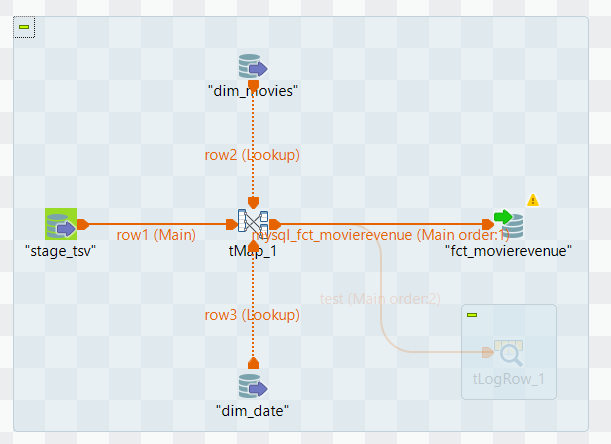 "dim_movies"
row2 (Lookup)
"stage_tsv"
row1 (Main)
tMap_1
mysql_fct_movierevenue (Main order:1)
"fct_movierevenue"
test (Main order:2)
row3 (Lookup)
tLogRow_1
"dim_date"